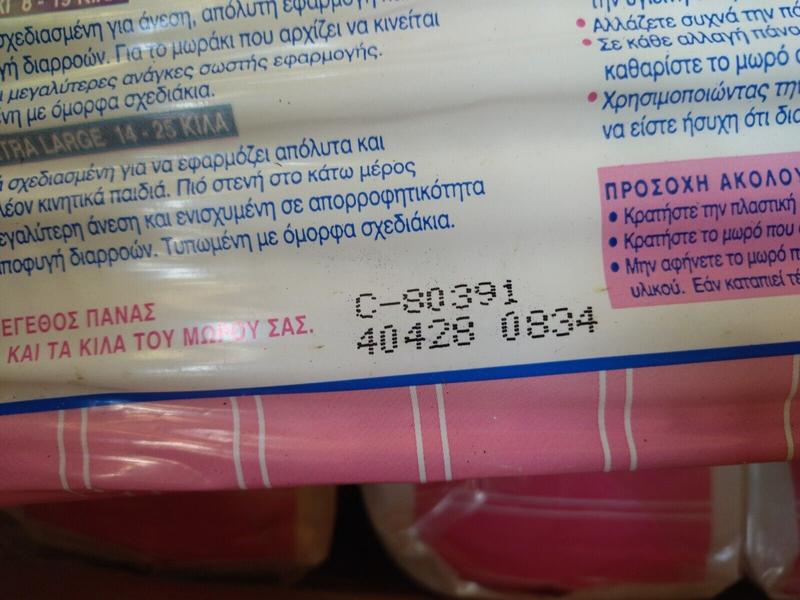 8 - 15 ΚΙΛΑ
σχεδιασμένη για άνεση, απόλυτη εφαρμογή
διαρροών. Για το μωράκι που αρχίζει να κινείται
μεγαλύτερες ανάγκες σωστής εφαρμογής.
με όμορφα σχεδιάκια.
LARGE 14 - 25 ΚΙΛΑ
σχεδιασμένη για να εφαρμόζει απόλυτα και
κινητικά παιδιά. Πιό στενή στο κάτω μέρος
άνεση και ενισχυμένη σε απορροφητικότητα
διαρροών. Τυπωμένη με όμορφα σχεδιάκια.
ΠΑΝΑΣ
ΚΑΙ ΤΑ ΚΙΛΑ ΤΟΥ ΜΩΡΟΥ ΣΑΣ.
C-80391
40428 0834
• Αλλάζετε συχνά την
• Σε κάθε αλλαγή
καθαρίστε το μωρό
• Χρησιμοποιώντας την
να είστε ήσυχη ότι
ΠΡΟΣΟΧΗ
• Κρατήστε την πλαστική
• Κρατήστε το μωρό που
• Μην αφήνετε το μωρό
υλικού. Εάν καταπιεί